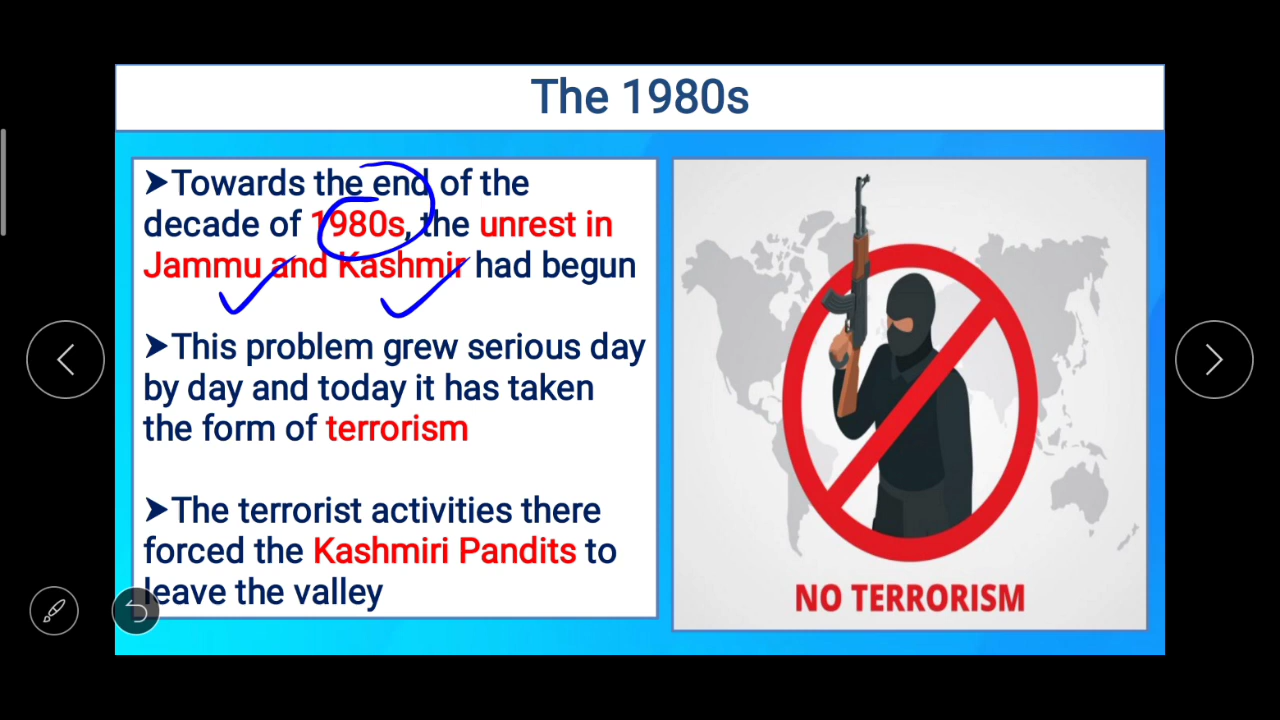 The 1980s
➤Towards the end of the
decade of 1980s, the unrest in
Jammu and Kashmir had begun
➤This problem grew serious day
by day and today it has taken
the form of terrorism
➤The terrorist activities there
forced the Kashmiri Pandits to
leave the valley
NO TERRORISM